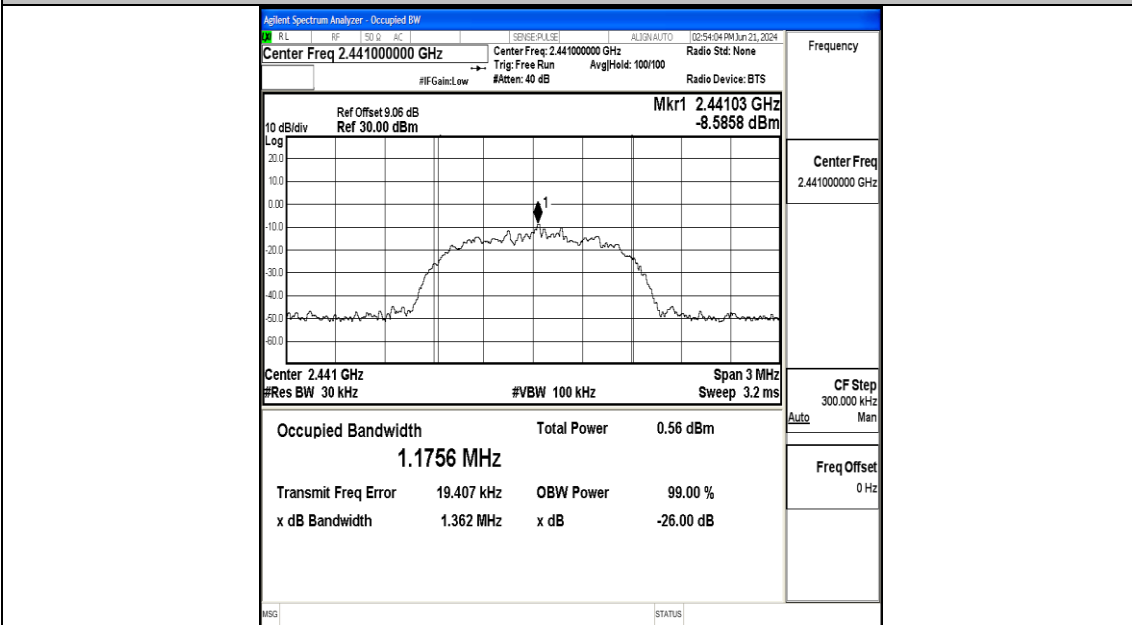 Agilent Spectrum Analyzer - Occupied BW
RL RF 50 Ω AC SENSE:PULSE ALIGN AUTO 02:54:04 PM Jun 21, 2024
Center Freq 2.441000000 GHz
Center Freq: 2.441000000 GHz Radio Std: None
Trig: Free Run Avg|Hold: 100/100
#IFGain:Low #Atten: 40 dB Radio Device: BTS
Frequency
Ref Offset 9.06 dB
10 dB/div Ref 30.00 dBm
Mkr1 2.44103 GHz
-8.5858 dBm
Log
20.0
10.0
0.00
-10.0
-20.0
-30.0
-40.0
-50.0
-60.0
1
Center 2.441 GHz Span 3 MHz
#Res BW 30 kHz #VBW 100 kHz Sweep 3.2 ms
Occupied Bandwidth Total Power 0.56 dBm
1.1756 MHz
Transmit Freq Error 19.407 kHz OBW Power 99.00 %
x dB Bandwidth 1.362 MHz x dB -26.00 dB
Center Freq
2.441000000 GHz
CF Step
300.000 kHz
Auto Man
Freq Offset
0 Hz
MSG STATUS